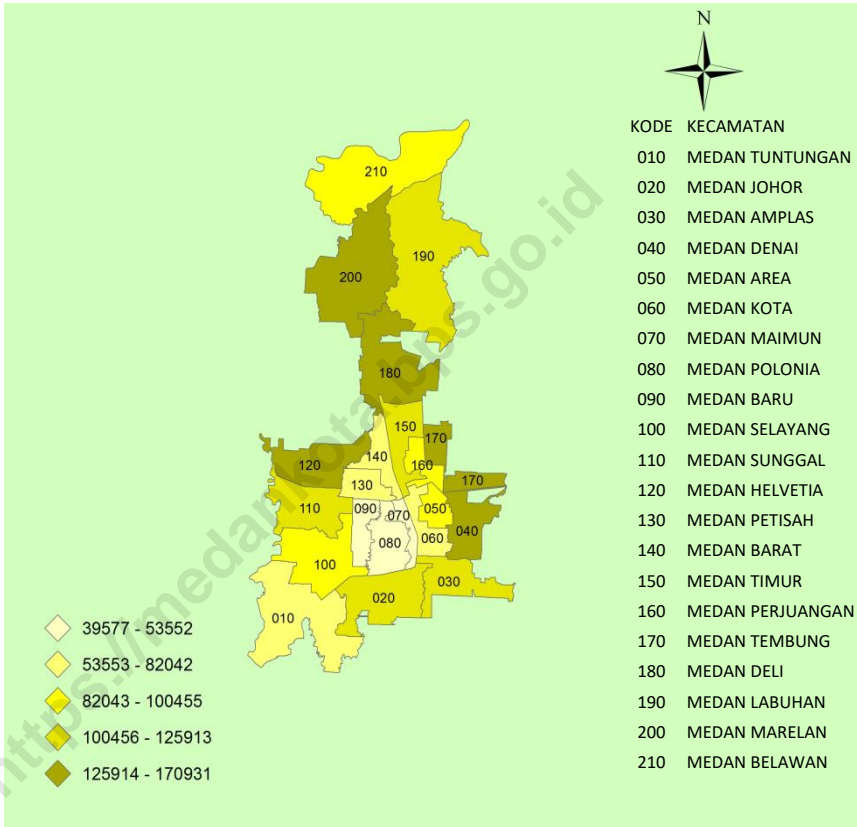 N
KODE KECAMATAN
010 MEDAN TUNTUNGAN
020 MEDAN JOHOR
030 MEDAN AMPLAS
040 MEDAN DENAI
050 MEDAN AREA
060 MEDAN KOTA
070 MEDAN MAIMUN
080 MEDAN POLONIA
090 MEDAN BARU
100 MEDAN SELAYANG
110 MEDAN SUNGGAL
120 MEDAN HELVETIA
130 MEDAN PETISAH
140 MEDAN BARAT
150 MEDAN TIMUR
160 MEDAN PERJUANGAN
170 MEDAN TEMBUNG
180 MEDAN DELI
190 MEDAN LABUHAN
200 MEDAN MARELAN
210 MEDAN BELAWAN
210
190
200
180
150
170
140
120
160
170
130
110
090
070
050
060
040
080
100
030
020
010
39577 - 53552
53553 - 82042
82043 - 100455
100456 - 125913
125914 - 170931
https://medankota.bps.go.id